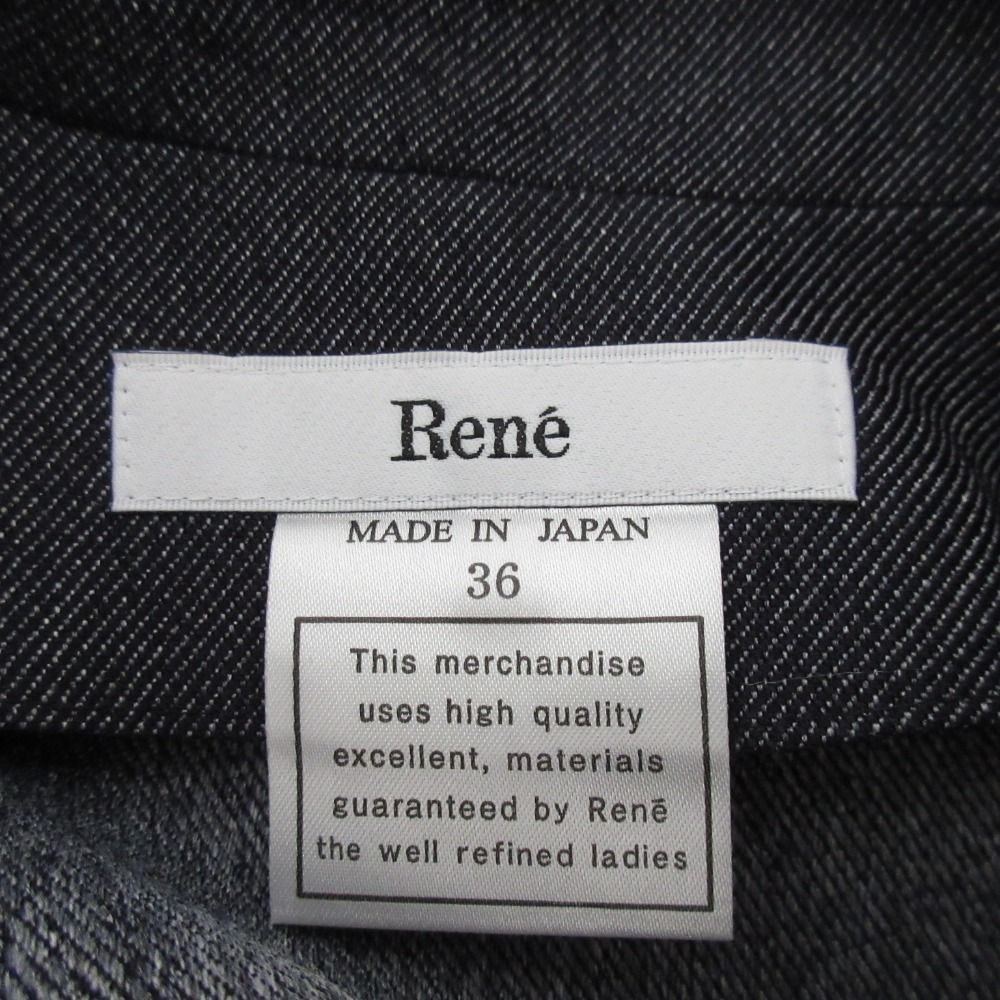 René
MADE IN JAPAN
36
This merchandise
uses high quality
excellent, materials
guaranteed by Renē
the well refined ladies